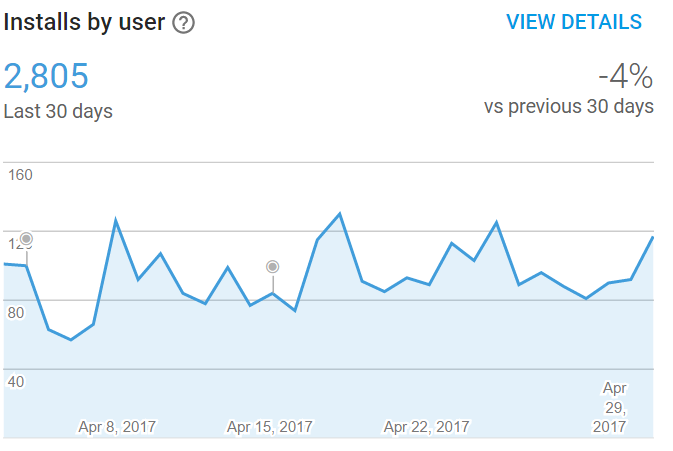 Installs by user ?
VIEW DETAILS
2,805
-4%
Last 30 days
vs previous 30 days
160
120
80
40
Apr 8, 2017
Apr 15, 2017
Apr 22, 2017
Apr
29,
2017